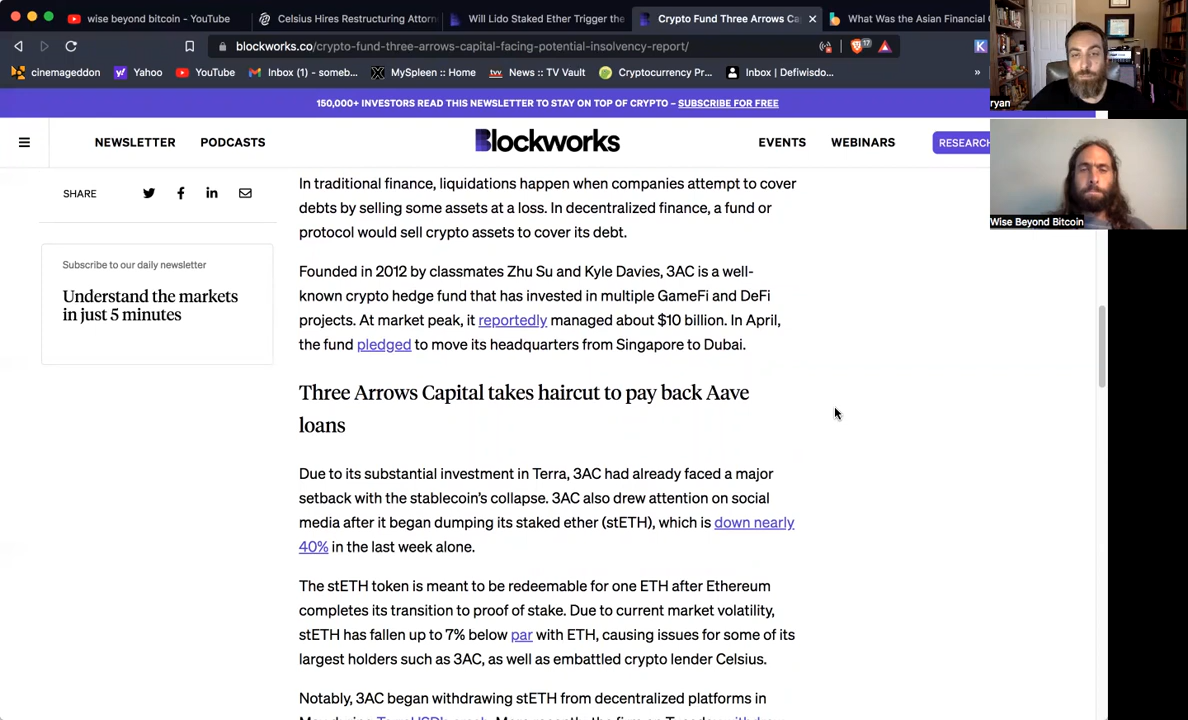 wise beyond bitcoin - YouTube
Celsius Hires Restructuring Attorn
Will Lido Staked Ether Trigger the
Crypto Fund Three Arrows Ca
What Was the Asian Financial C
blockworks.co/crypto-fund-three-arrows-capital-facing-potential-insolvency-report/
17
K
cinemageddon
Yahoo
YouTube
Inbox (1) - someb...
MySpleen :: Home
News :: TV Vault
Cryptocurrency Pr...
Inbox | Defiwisdo...
»
150,000+ INVESTORS READ THIS NEWSLETTER TO STAY ON TOP OF CRYPTO - SUBSCRIBE FOR FREE
NEWSLETTER
PODCASTS
Blockworks
EVENTS
WEBINARS
RESEARCH
ryan
Wise Beyond Bitcoin
SHARE
Subscribe to our daily newsletter
Understand the markets
in just 5 minutes
In traditional finance, liquidations happen when companies attempt to cover
debts by selling some assets at a loss. In decentralized finance, a fund or
protocol would sell crypto assets to cover its debt.
Founded in 2012 by classmates Zhu Su and Kyle Davies, 3AC is a well-
known crypto hedge fund that has invested in multiple GameFi and DeFi
projects. At market peak, it reportedly managed about $10 billion. In April,
the fund pledged to move its headquarters from Singapore to Dubai.
Three Arrows Capital takes haircut to pay back Aave
loans
Due to its substantial investment in Terra, 3AC had already faced a major
setback with the stablecoin's collapse. 3AC also drew attention on social
media after it began dumping its staked ether (stETH), which is down nearly
40% in the last week alone.
The stETH token is meant to be redeemable for one ETH after Ethereum
completes its transition to proof of stake. Due to current market volatility,
stETH has fallen up to 7% below par with ETH, causing issues for some of its
largest holders such as 3AC, as well as embattled crypto lender Celsius.
Notably, 3AC began withdrawing stETH from decentralized platforms in